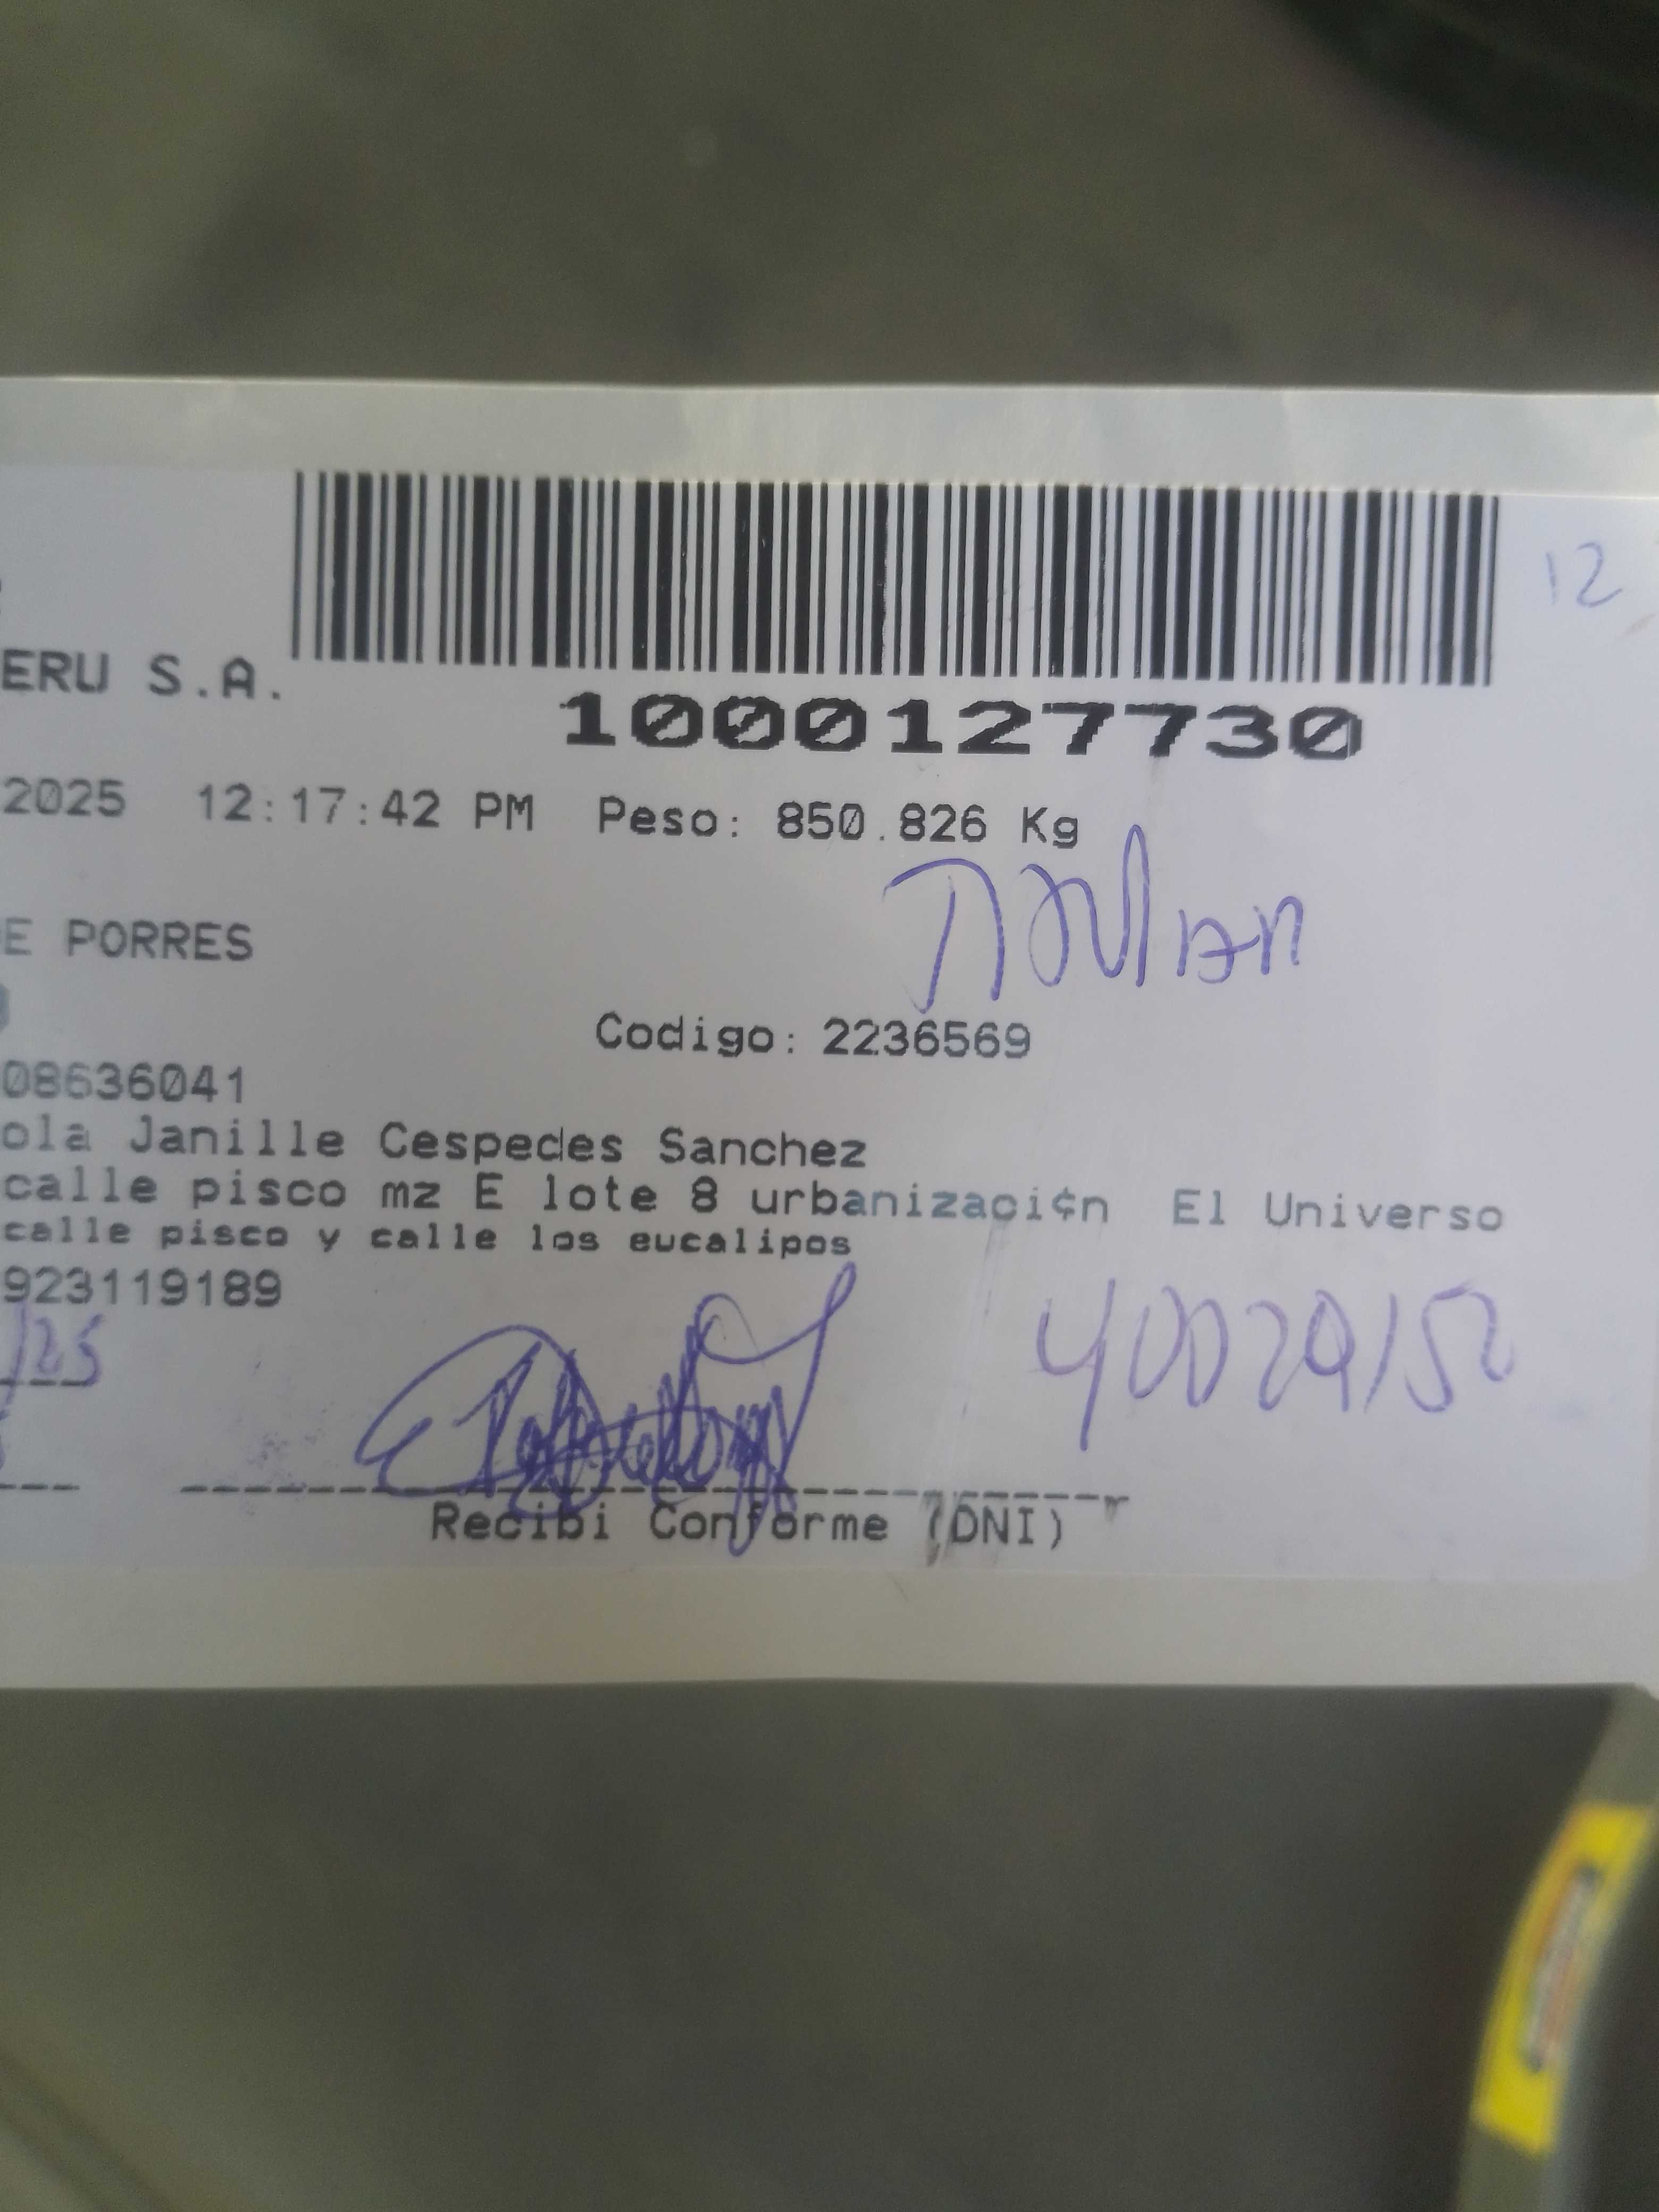 12
ERU S.A.
1000127730
2025 12:17:42 PM Peso: 850.826 Kg
E PORRES
Codigo: 2236569
08636041
ola Janille Cespedes Sanchez
calle pisco mz E lote 8 urbanizaci¢n El Universo
calle pisco y calle los eucalipos
923119189
/25
40029152
Recibi Conforme (DNI)